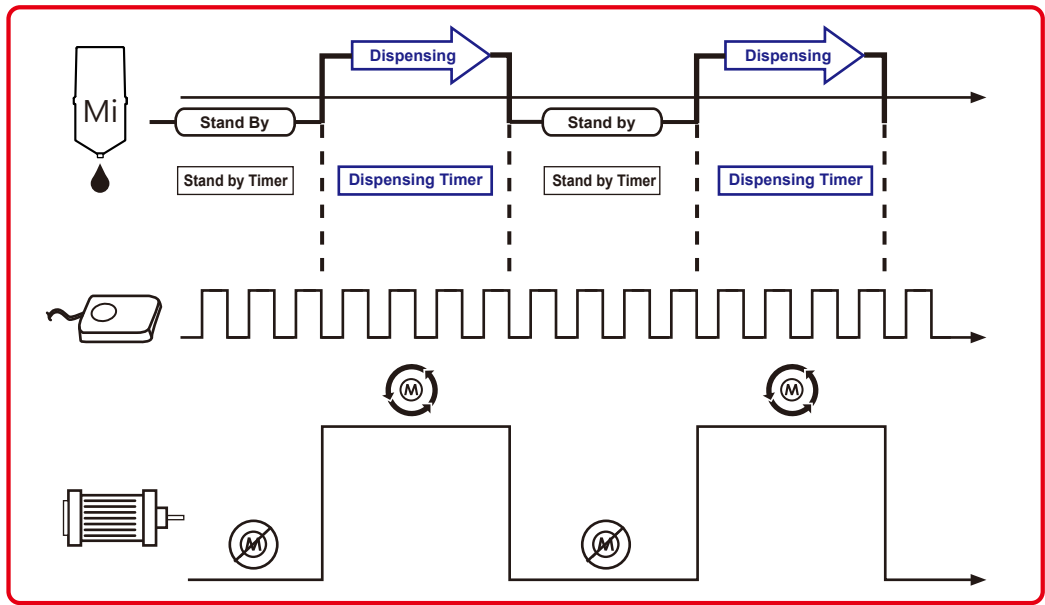 Dispensing
Dispensing
Mi
Stand By
Stand by
Stand by Timer
Dispensing Timer
Stand by Timer
Dispensing Timer
M
M
M
M